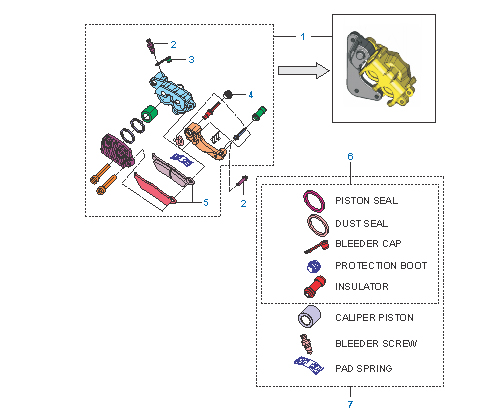 1
2
3
4
5
2
6
PISTON SEAL
DUST SEAL
BLEEDER CAP
PROTECTION BOOT
INSULATOR
CALIPER PISTON
BLEEDER SCREW
PAD SPRING
7